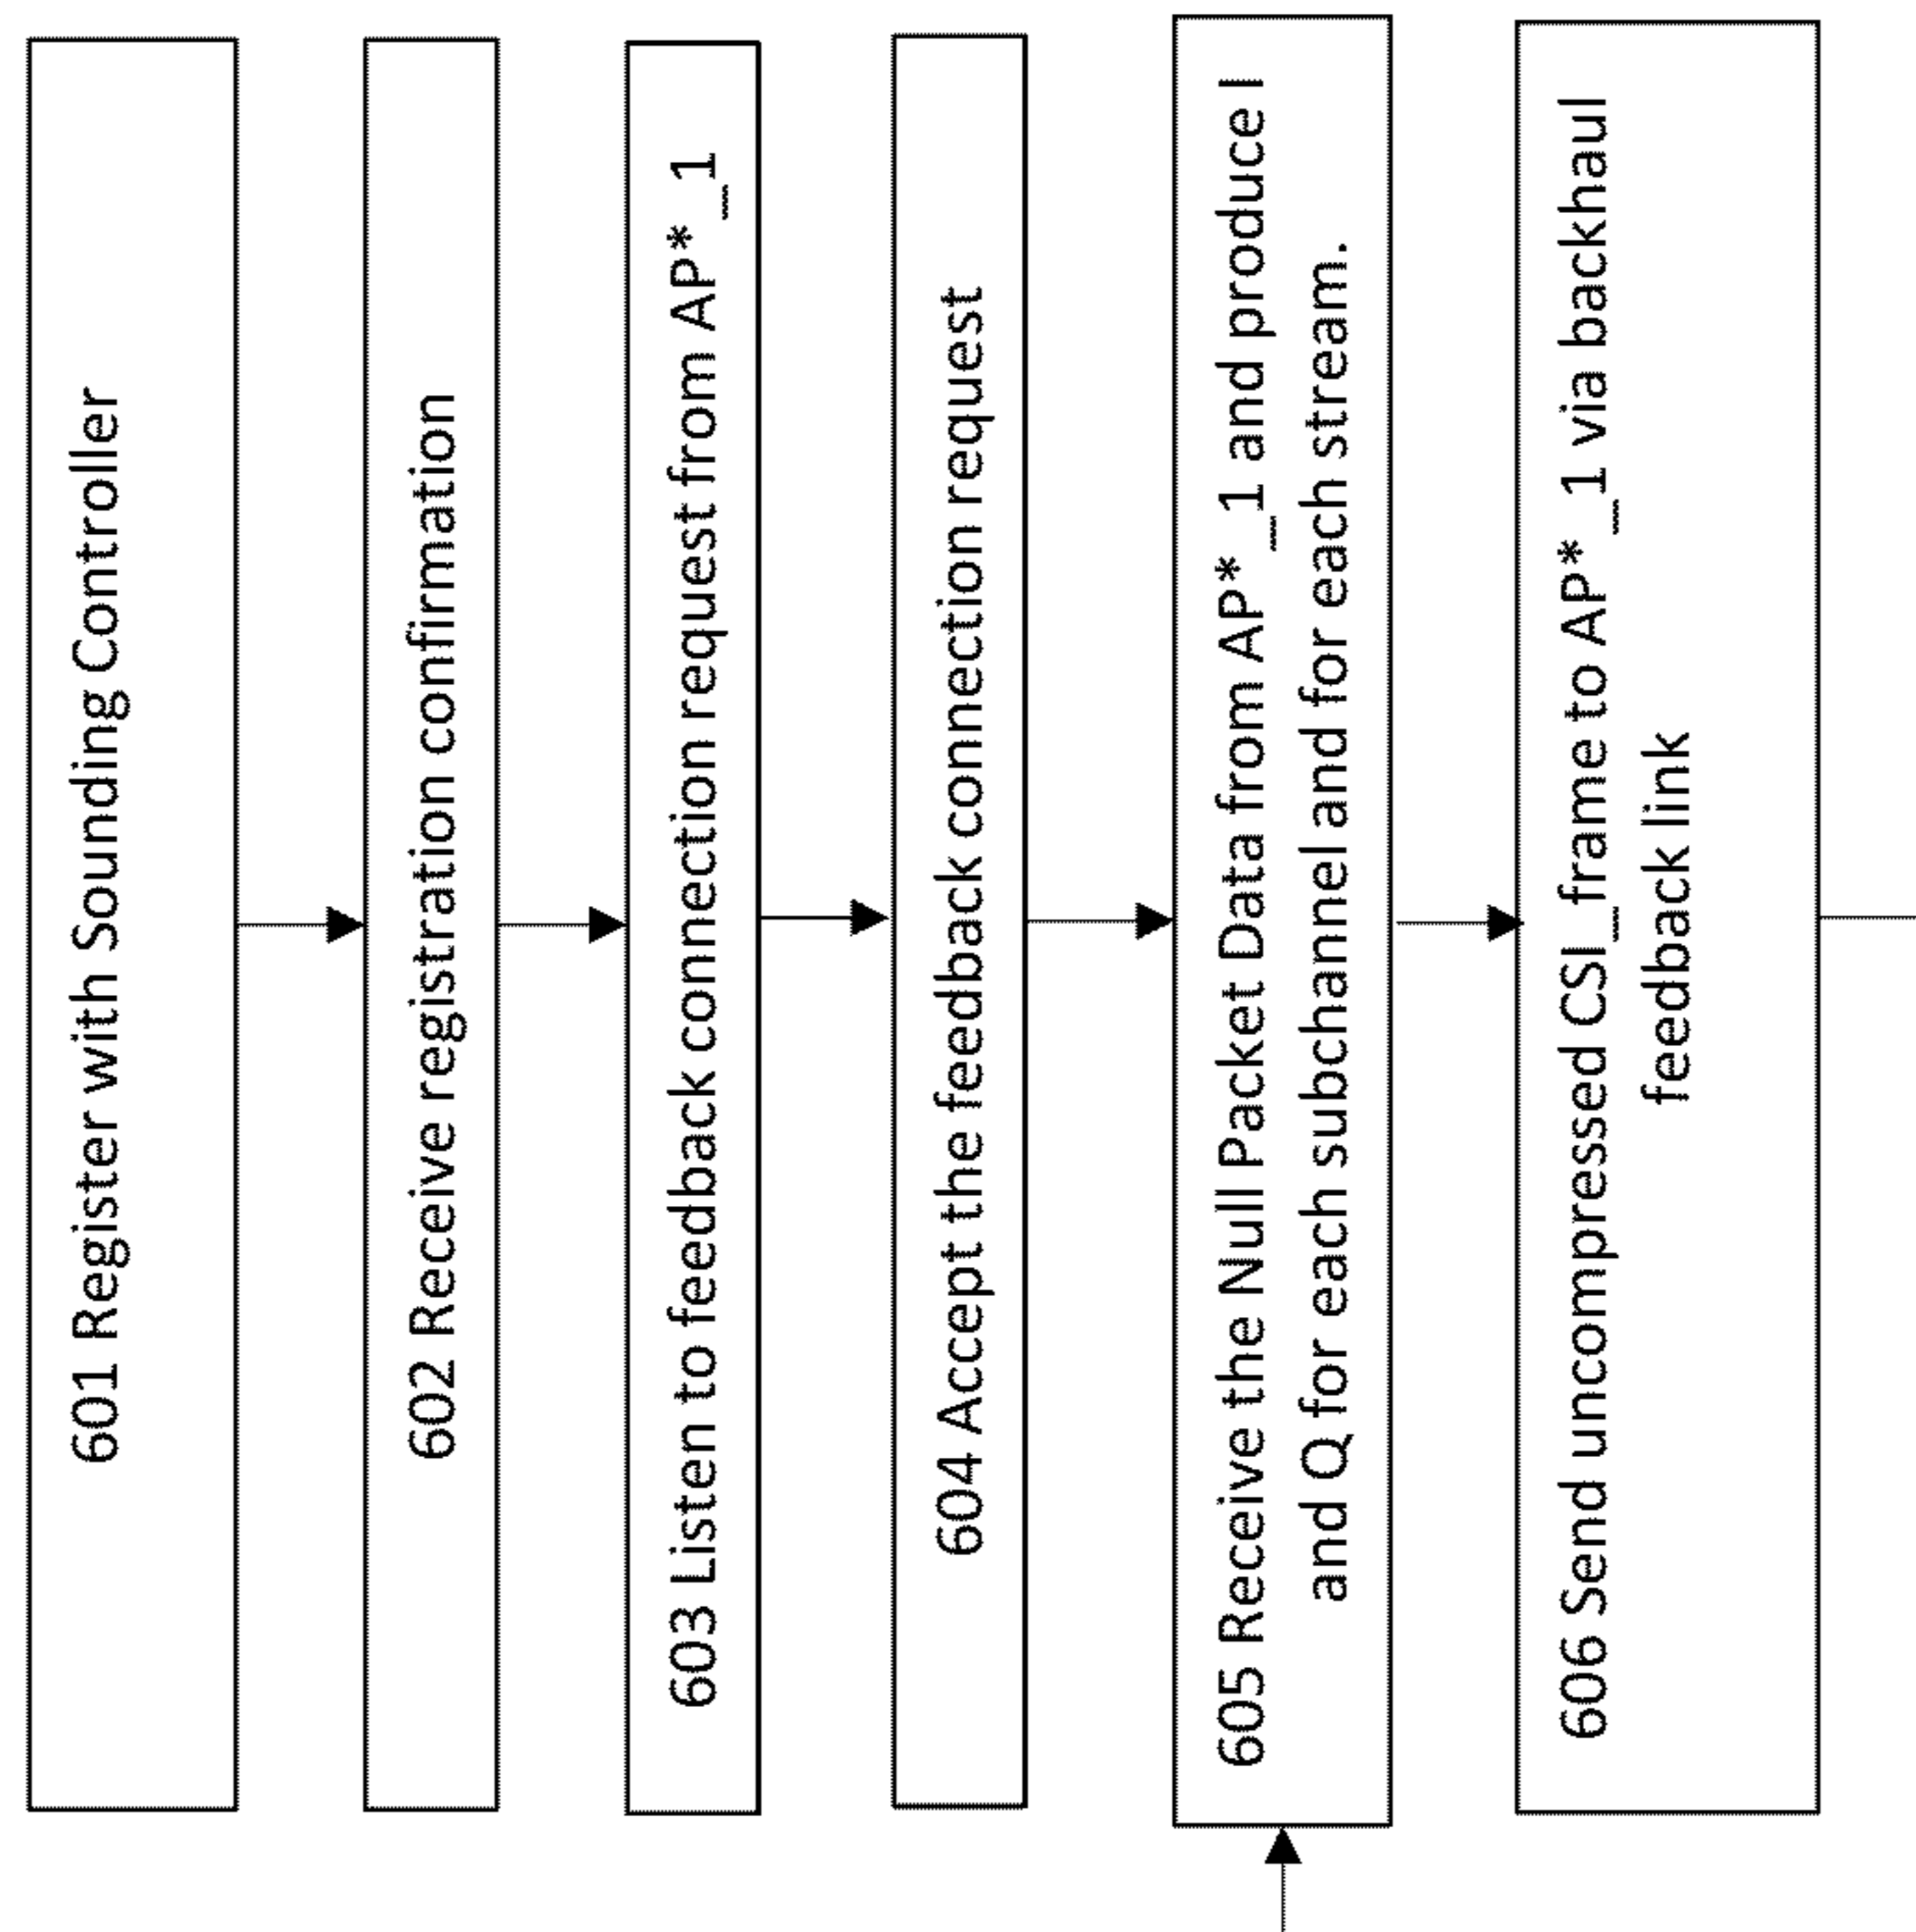 601 Register with Sounding Controller
602 Receive registration confirmation
603 Listen to feedback connection request from AP*_1
604 Accept the feedback connection request
605 Receive the Null Packet Data from AP*_1 and produce I
and Q for each subchannel and for each stream.
606 Send uncompressed CSI_frame to AP*_1 via backhaul
feedback link